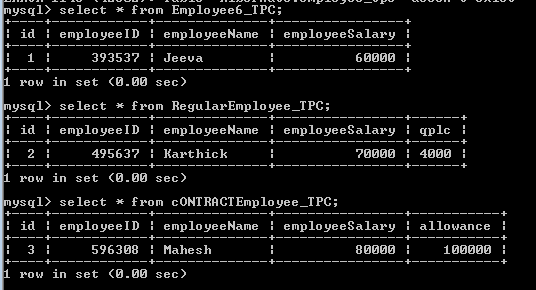 mysql> select * from Employee6_TPC;
+----+------------+--------------+----------------+
| id | employeeID | employeeName | employeeSalary |
+----+------------+--------------+----------------+
|  1 |     393537 | Jeeva        |          60000 |
+----+------------+--------------+----------------+
1 row in set (0.00 sec)
mysql> select * from RegularEmployee_TPC;
+----+------------+--------------+----------------+------+
| id | employeeID | employeeName | employeeSalary | qplc |
+----+------------+--------------+----------------+------+
|  2 |     495637 | Karthick     |          70000 | 4000 |
+----+------------+--------------+----------------+------+
1 row in set (0.00 sec)
mysql> select * from cONTRACTEmployee_TPC;
+----+------------+--------------+----------------+-----------+
| id | employeeID | employeeName | employeeSalary | allowance |
+----+------------+--------------+----------------+-----------+
|  3 |     596308 | Mahesh       |          80000 |    100000 |
+----+------------+--------------+----------------+-----------+
1 row in set (0.00 sec)